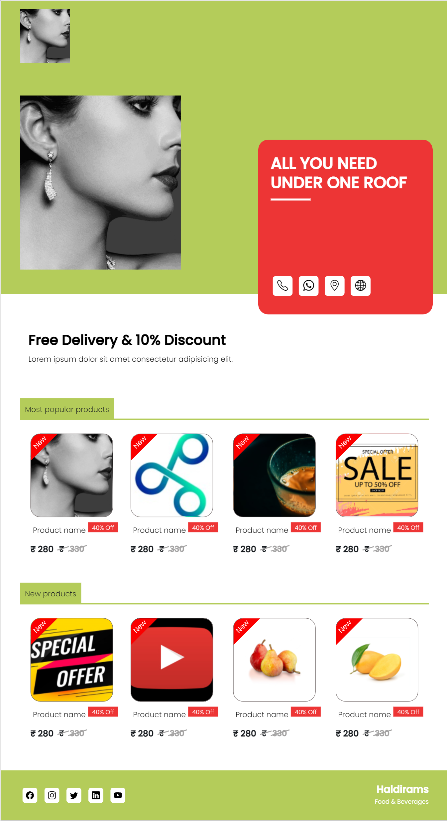 ALL YOU NEED
UNDER ONE ROOF
Free Delivery & 10% Discount
Lorem ipsum dolor sit amet consectetur adipisicing elit.
Most popular products
New
New
New
New
SPECIAL OFFER
SALE
UP TO 50% OFF
Product name 40% Off
Product name 40% Off
Product name 40% Off
Product name 40% Off
₹ 280 ₹ 330
₹ 280 ₹ 330
₹ 280 ₹ 330
₹ 280 ₹ 330
New products
New
New
New
New
SPECIAL
OFFER
Product name 40% Off
Product name 40% Off
Product name 40% Off
Product name 40% Off
₹ 280 ₹ 330
₹ 280 ₹ 330
₹ 280 ₹ 330
₹ 280 ₹ 330
Haldirams
Food & Beverages